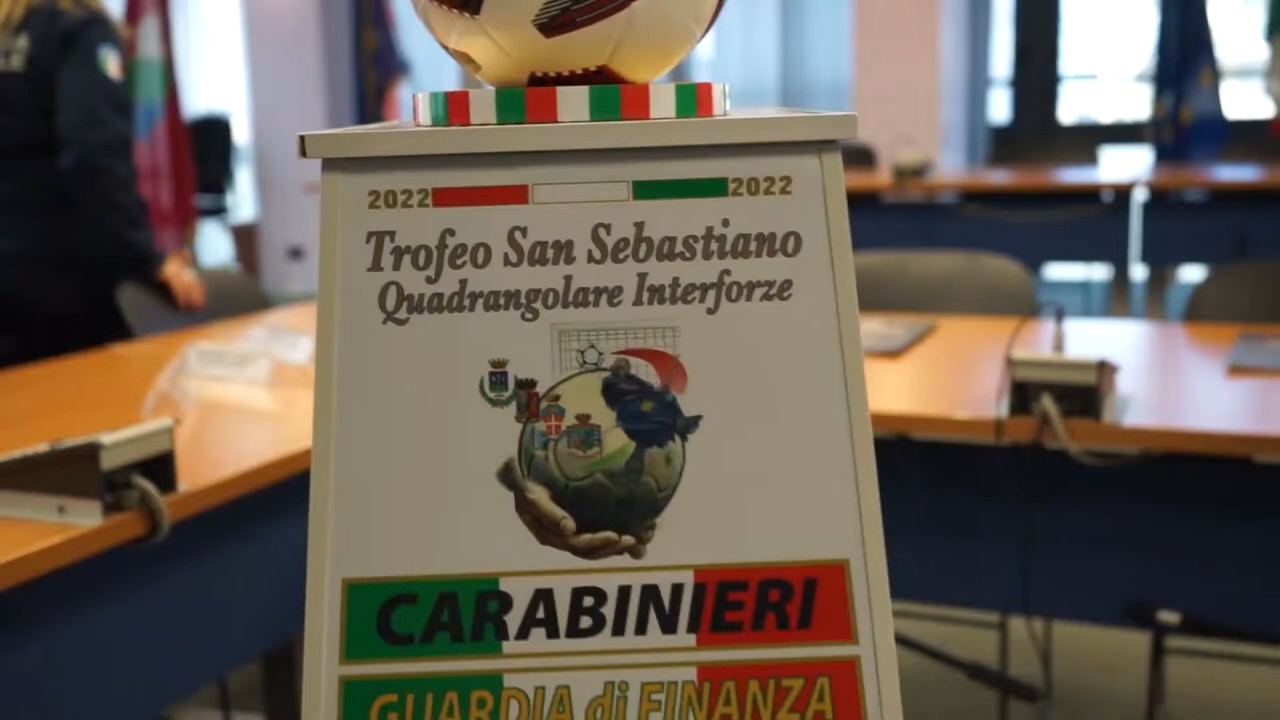 2022 2022
Trofeo San Sebastiano
Quadrangolare Interforze
CARABINIERI
GUARDIA di FINANZA